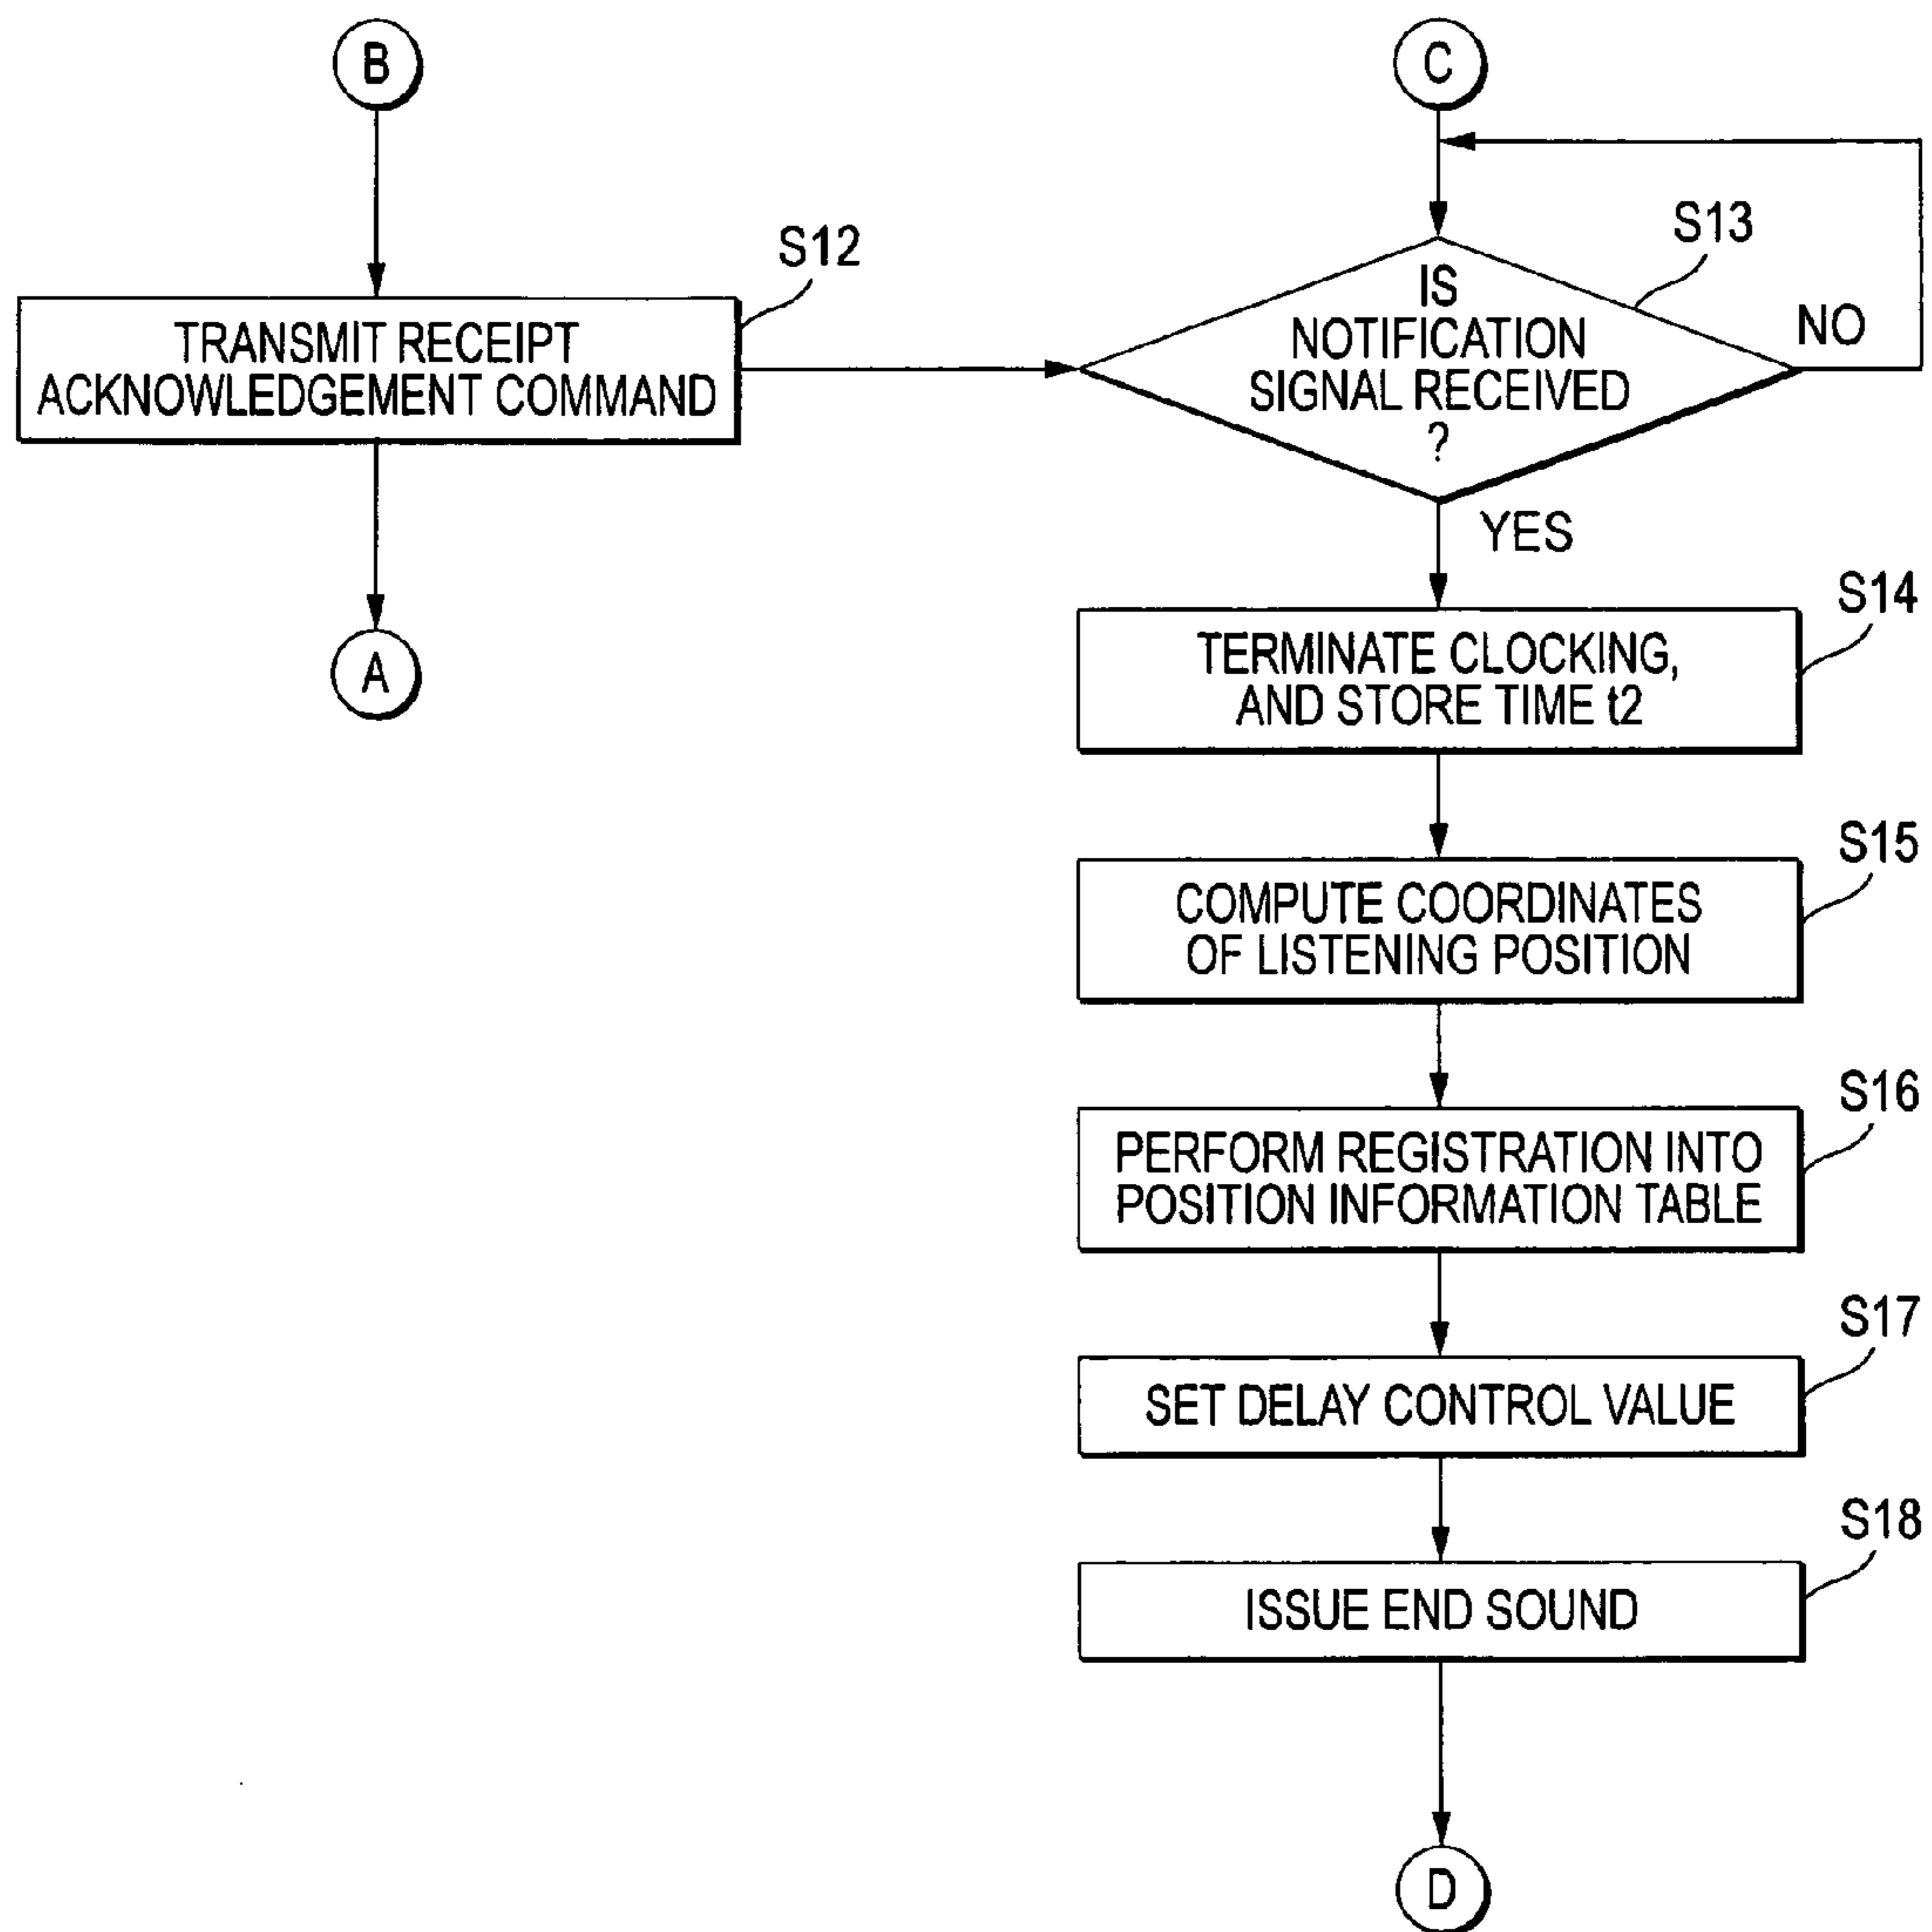 B
S12
TRANSMIT RECEIPT
ACKNOWLEDGEMENT COMMAND
A
C
S13
IS
NOTIFICATION
SIGNAL RECEIVED
?
NO
YES
S14
TERMINATE CLOCKING,
AND STORE TIME t2
S15
COMPUTE COORDINATES
OF LISTENING POSITION
S16
PERFORM REGISTRATION INTO
POSITION INFORMATION TABLE
S17
SET DELAY CONTROL VALUE
S18
ISSUE END SOUND
D